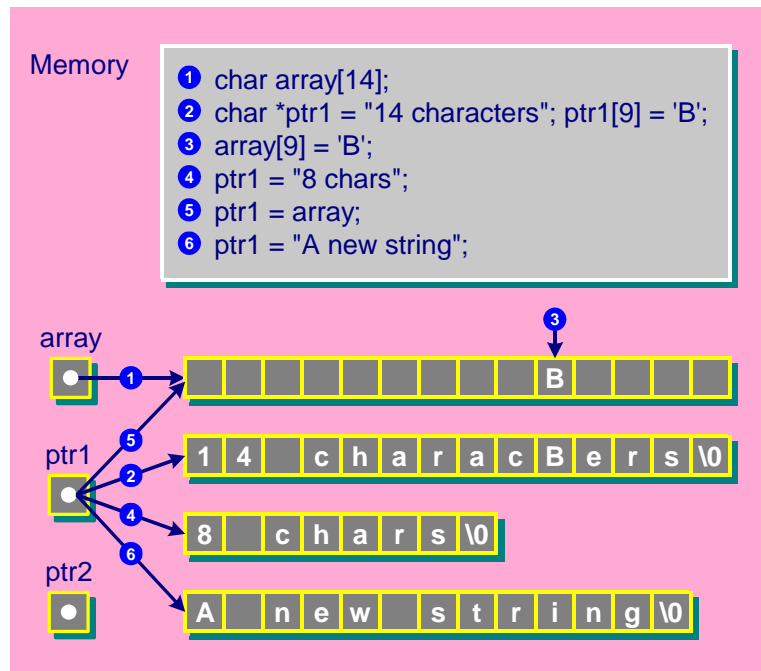 Memory
1 char array[14];
2 char *ptr1 = "14 characters"; ptr1[9] = 'B';
3 array[9] = 'B';
4 ptr1 = "8 chars";
5 ptr1 = array;
6 ptr1 = "A new string";
3
array
1
B
5
ptr1
1 4 c h a r a c B e r s \0
2
4
8 c h a r s \0
6
ptr2
A n e w s t r i n g \0